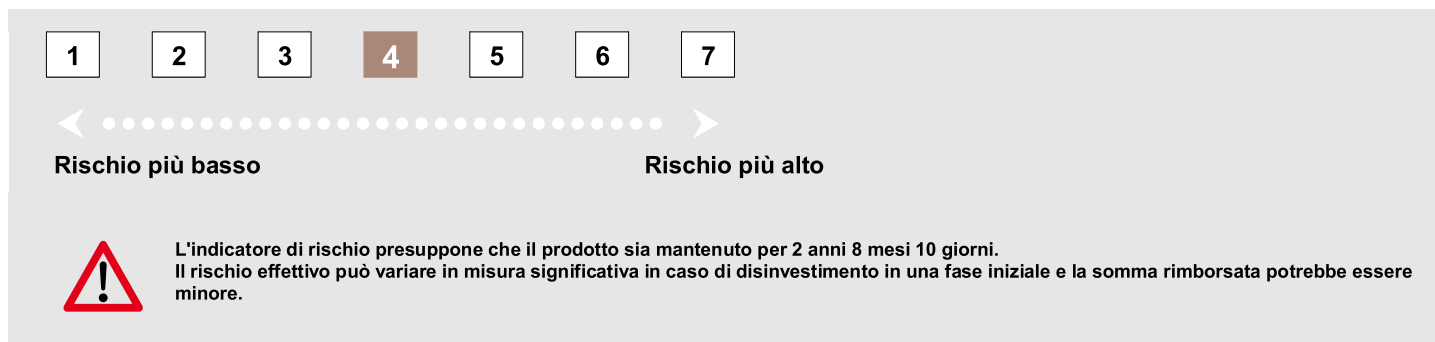 1 2 3 4 5 6 7
Rischio più basso Rischio più alto
L'indicatore di rischio presuppone che il prodotto sia mantenuto per 2 anni 8 mesi 10 giorni.
Il rischio effettivo può variare in misura significativa in caso di disinvestimento in una fase iniziale e la somma rimborsata potrebbe essere
minore.